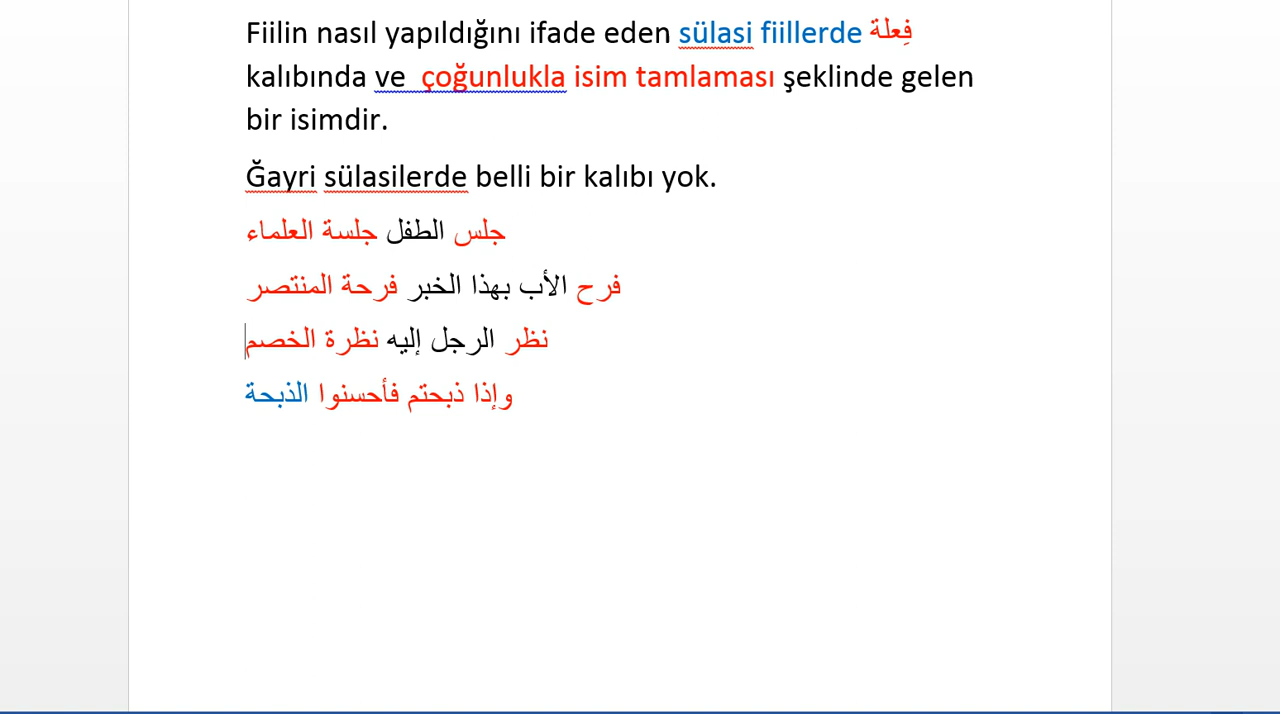 Fiilin nasıl yapıldığını ifade eden sülasi fiillerde فِعلة
kalıbında ve  çoğunlukla isim tamlaması şeklinde gelen
bir isimdir.
Ğayri sülasilerde belli bir kalıbı yok.
جلس الطفل جلسة العلماء
فرح الأب بهذا الخبر فرحة المنتصر
نظر الرجل إليه نظرة الخصم
وإذا ذبحتم فأحسنوا الذبحة